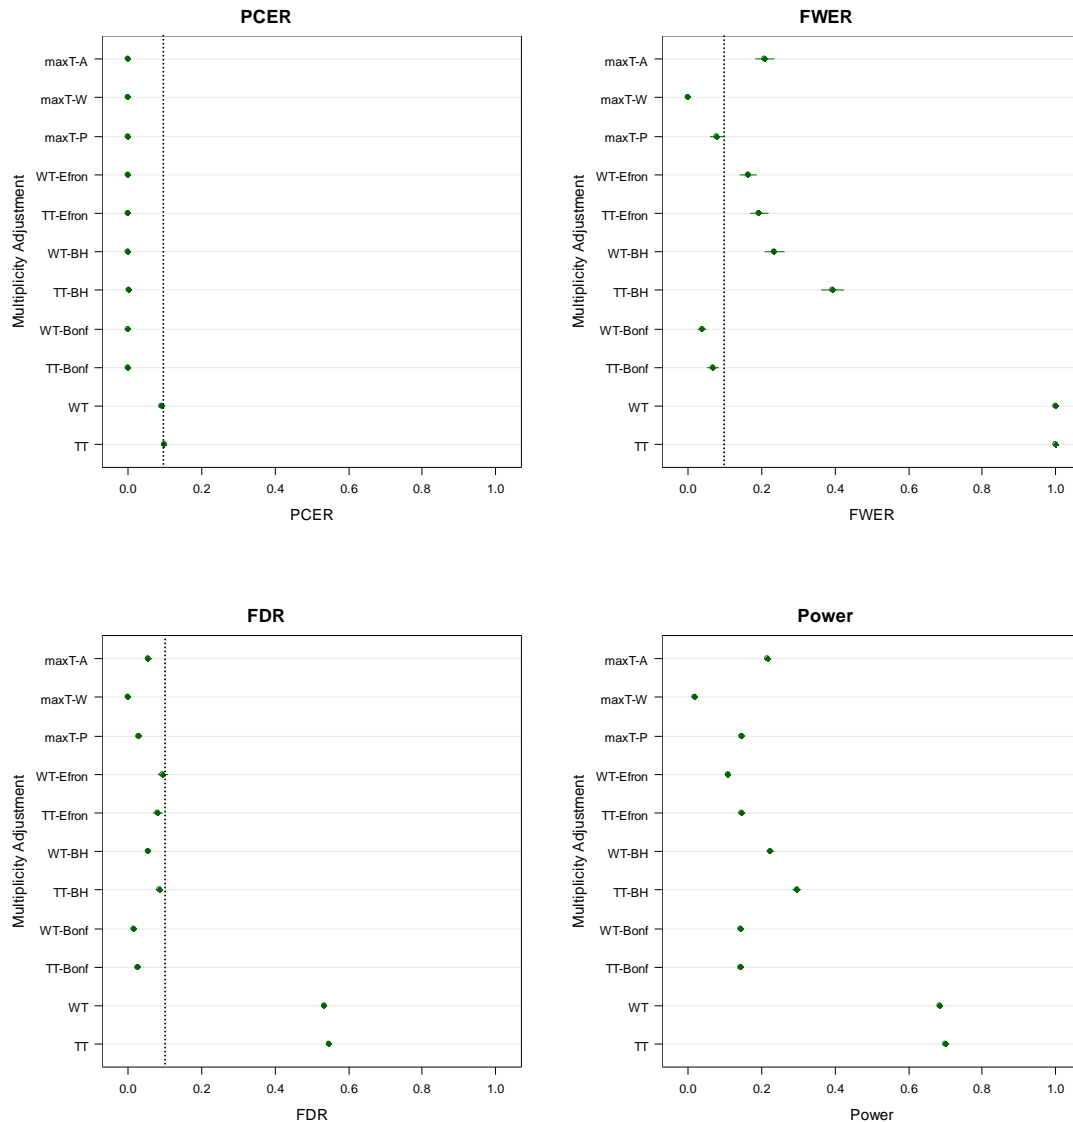 PCER
Multiplicity Adjustment
maxT-A
maxT-W
maxT-P
WT-Efron
TT-Efron
WT-BH
TT-BH
WT-Bonf
TT-Bonf
WT
TT
0.0 0.2 0.4 0.6 0.8 1.0
PCER
FWER
Multiplicity Adjustment
maxT-A
maxT-W
maxT-P
WT-Efron
TT-Efron
WT-BH
TT-BH
WT-Bonf
TT-Bonf
WT
TT
0.0 0.2 0.4 0.6 0.8 1.0
FWER
FDR
Multiplicity Adjustment
maxT-A
maxT-W
maxT-P
WT-Efron
TT-Efron
WT-BH
TT-BH
WT-Bonf
TT-Bonf
WT
TT
0.0 0.2 0.4 0.6 0.8 1.0
FDR
Power
Multiplicity Adjustment
maxT-A
maxT-W
maxT-P
WT-Efron
TT-Efron
WT-BH
TT-BH
WT-Bonf
TT-Bonf
WT
TT
0.0 0.2 0.4 0.6 0.8 1.0
Power